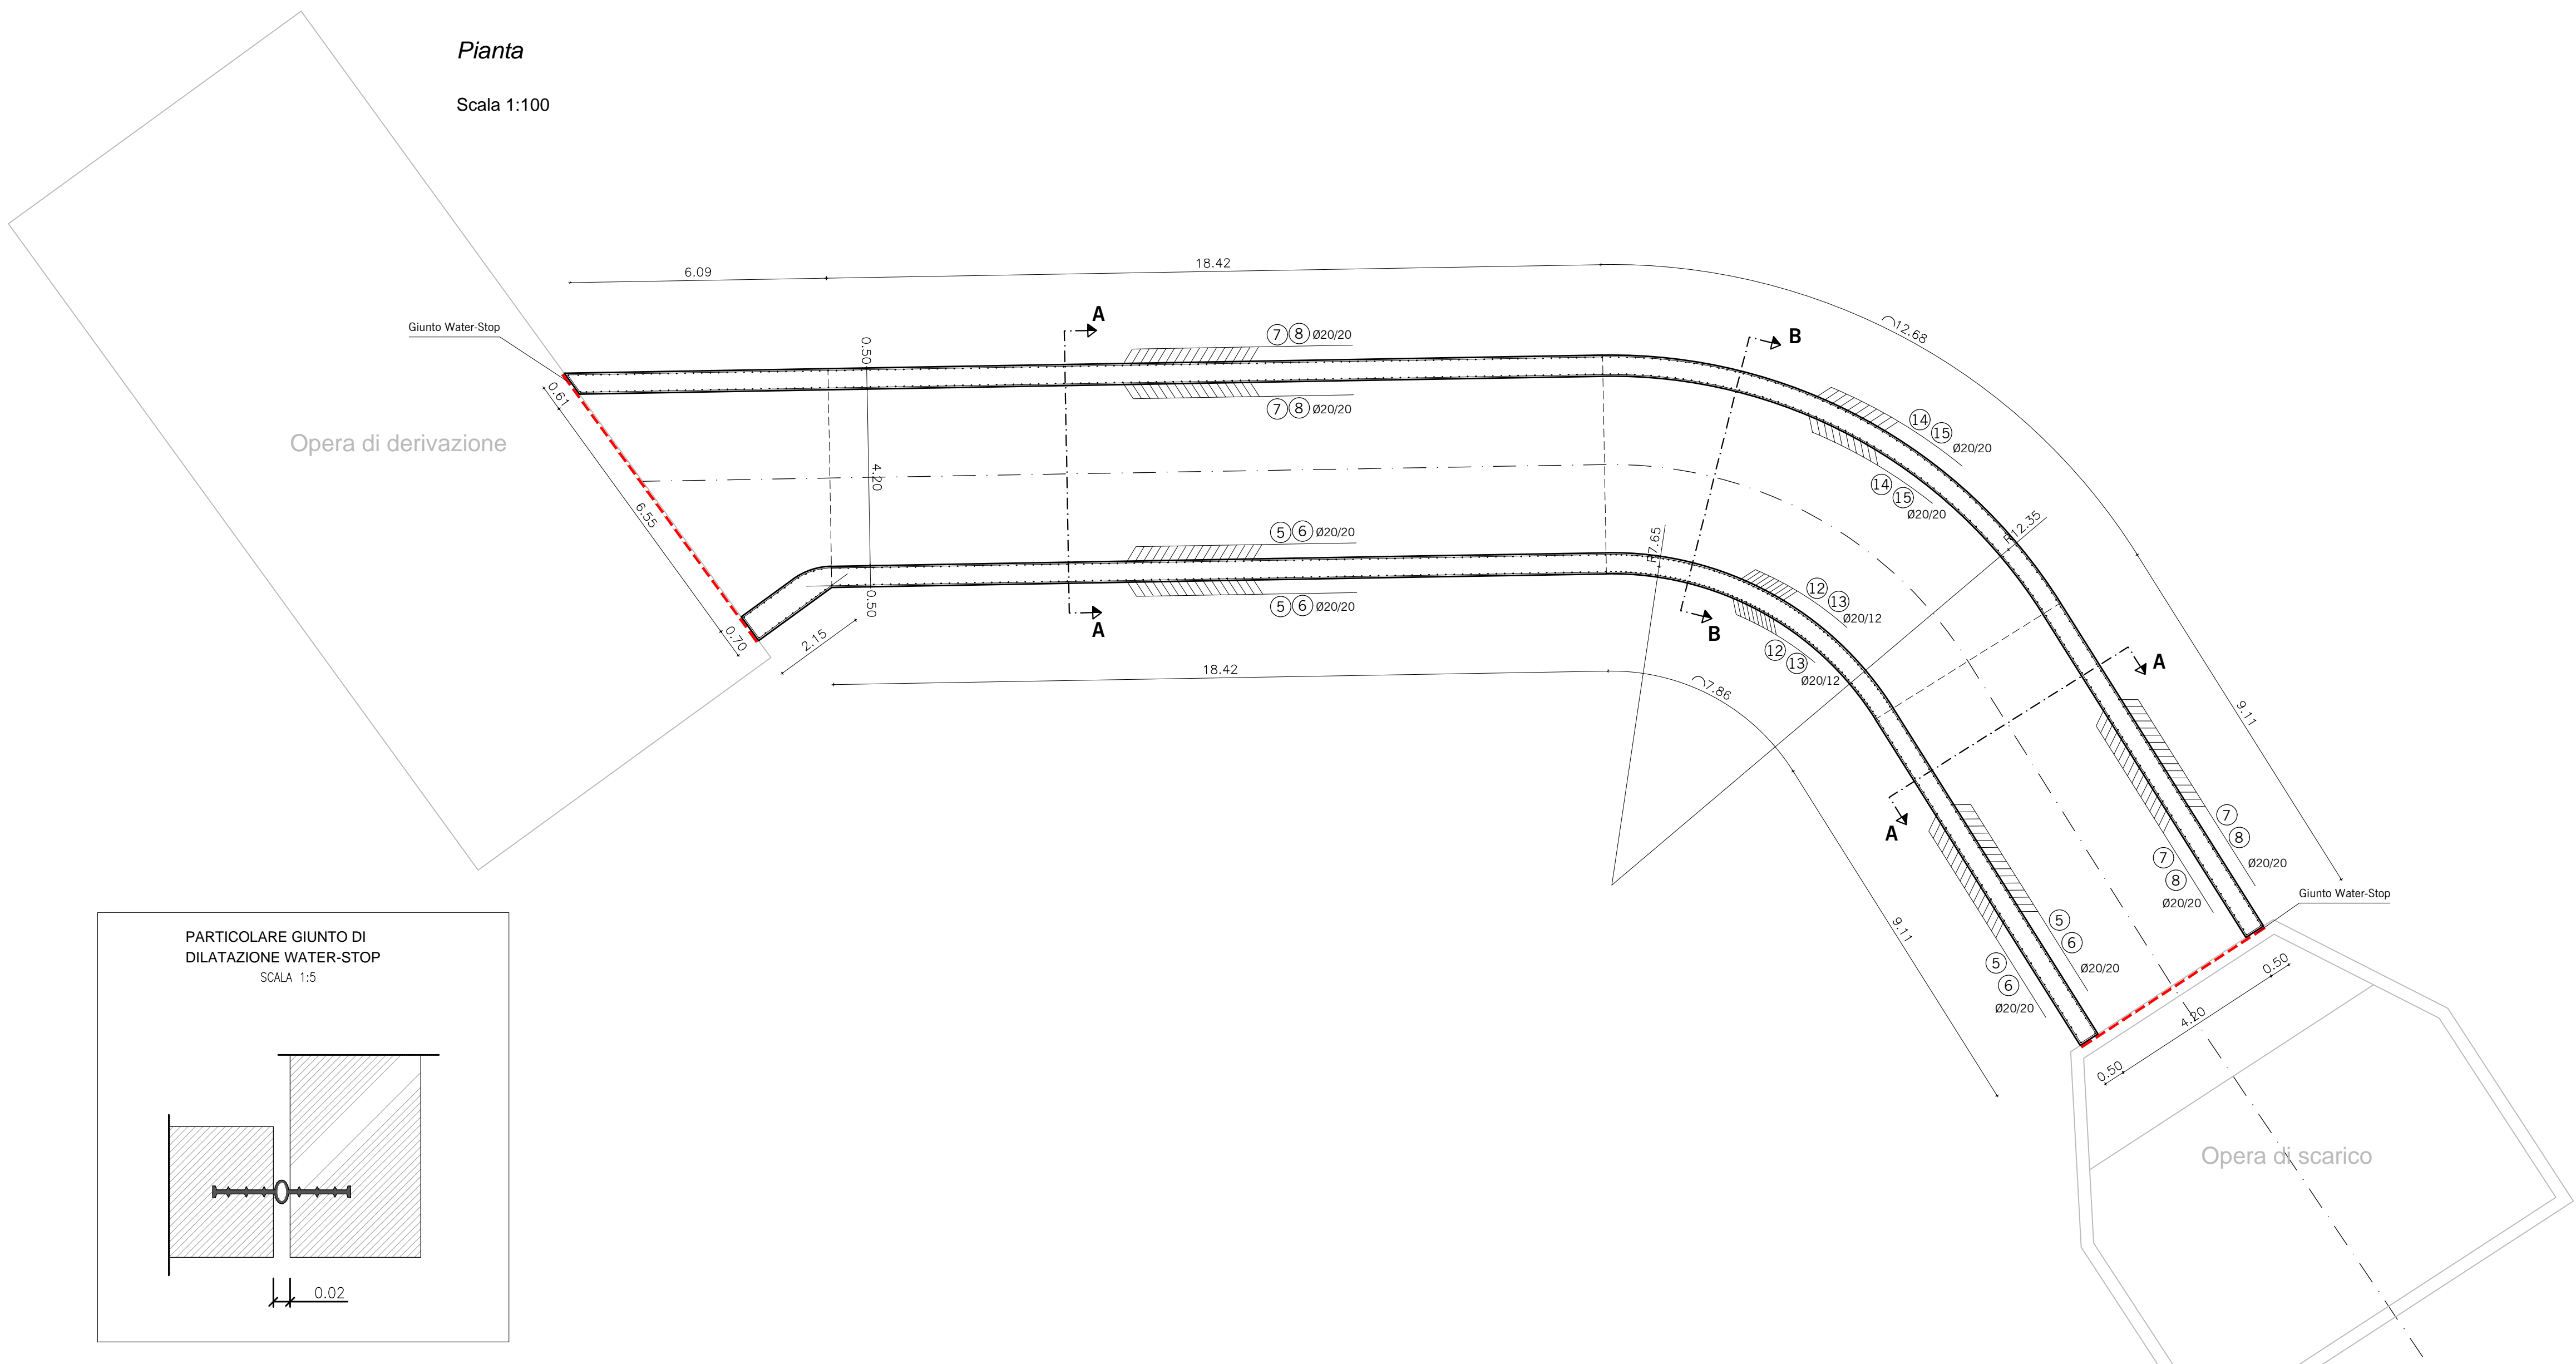 Pianta
Scala 1:100
6.09
18.42
12.68
Giunto Water-Stop
0.50
A
7 8 Ø20/20
B
7 8 Ø20/20
14
15
Ø20/20
14
15
Ø20/20
0.61
Opera di derivazione
4.20
6.55
5 6 Ø20/20
R7.65
R12.35
12
13
Ø20/12
5 6 Ø20/20
0.50
A
B
12
13
Ø20/12
0.70
2.15
18.42
7.86
A
9.11
A
7
8
Ø20/20
7
8
Ø20/20
Giunto Water-Stop
5
6
Ø20/20
9.11
5
6
Ø20/20
0.50
4.20
0.50
Opera di scarico
PARTICOLARE GIUNTO DI
DILATAZIONE WATER-STOP
SCALA 1:5
0.02